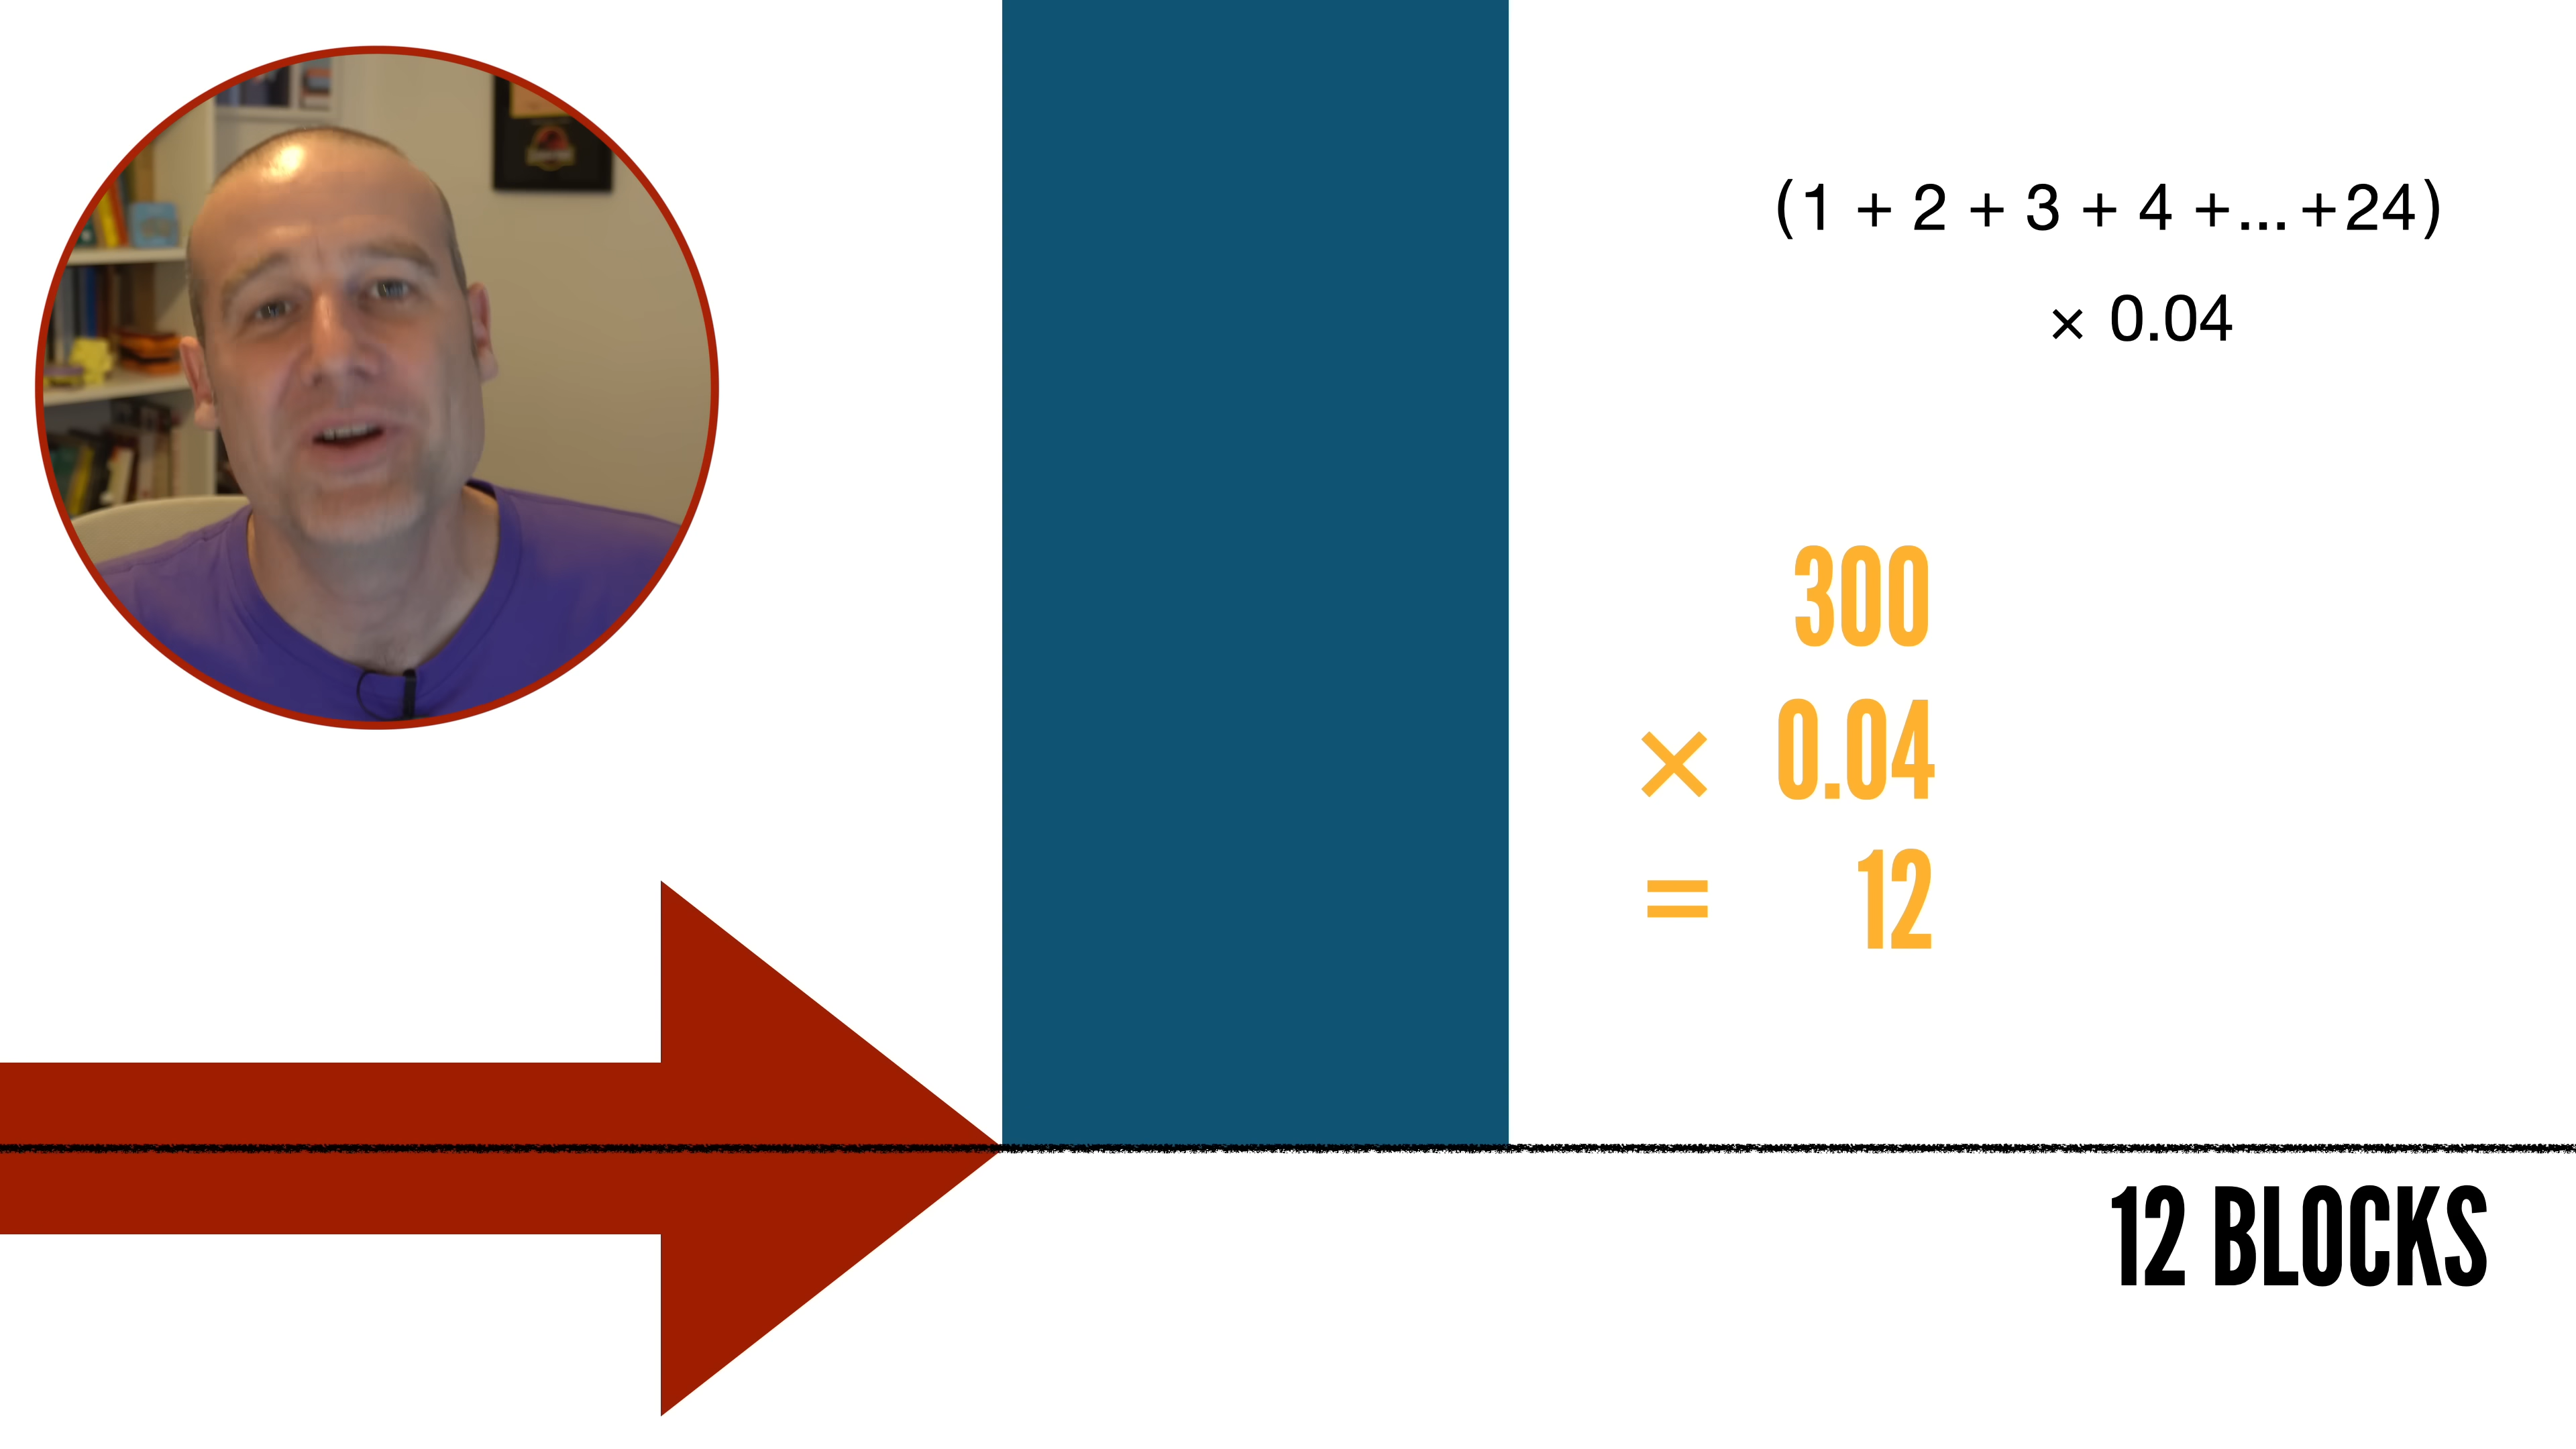 (1 + 2 + 3 + 4 +... +24)
× 0.04
300
× 0.04
= 12
12 BLOCKS